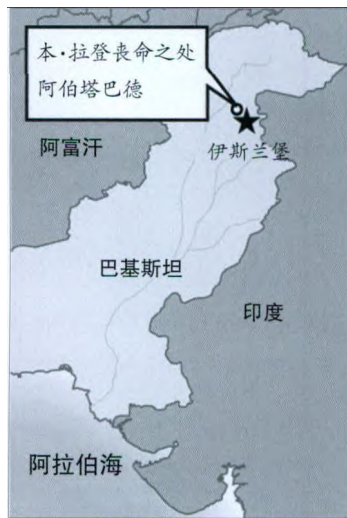 本·拉登丧命之处
阿伯塔巴德
阿富汗
伊斯兰堡
巴基斯坦
印度
阿拉伯海